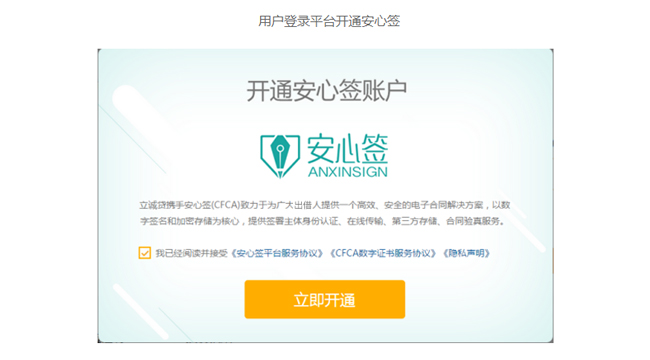 用户登录平台开通安心签
开通安心签账户
安心签
ANXINSIGN
立诚贷携手安心签(CFCA)致力于为广大出借人提供一个高效、安全的电子合同解决方案，以数
字签名和加密存储为核心，提供签署主体身份认证、在线传输、第三方存储、合同验真服务。
我已经阅读并接受《安心签平台服务协议》《CFCA数字证书服务协议》《隐私声明》
立即开通